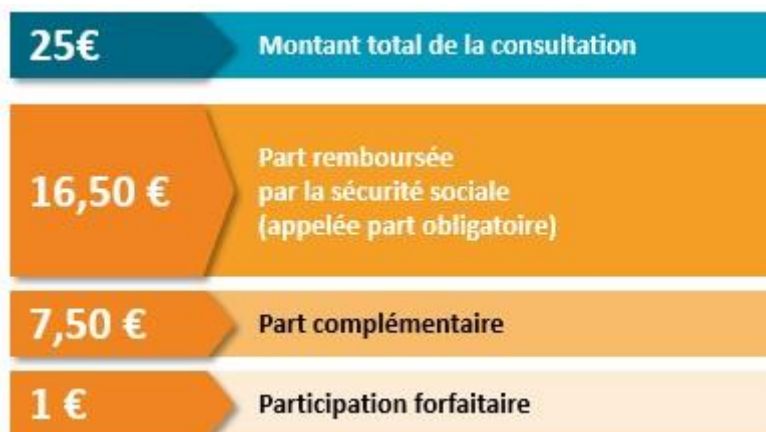 25€ Montant total de la consultation
16,50 € Part remboursée
par la sécurité sociale
(appelée part obligatoire)
7,50 € Part complémentaire
1 € Participation forfaitaire